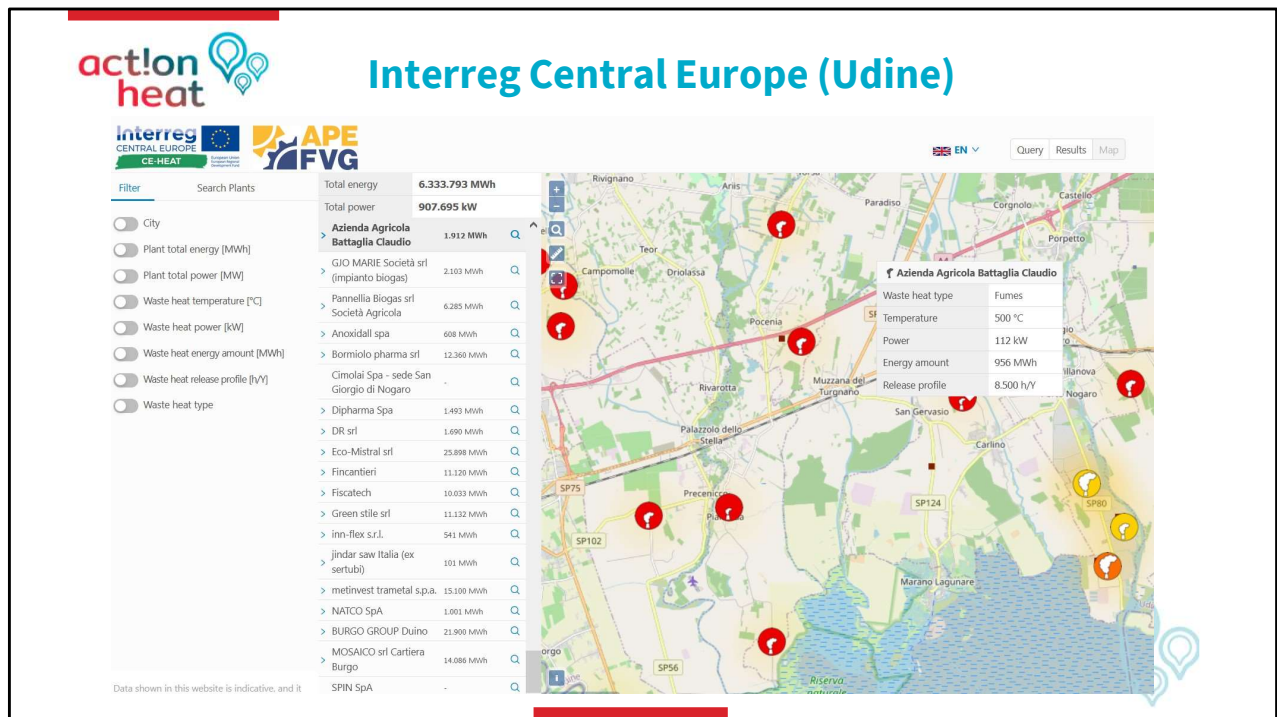 act!on
heat
Interreg Central Europe (Udine)
Interreg
CENTRAL EUROPE
CE-HEAT
European Union
European Regional
Development Fund
APE
FVG
EN
Query Results Map
Filter Search Plants
City
Plant total energy [MWh]
Plant total power [MW]
Waste heat temperature [°C]
Waste heat power [kW]
Waste heat energy amount [MWh]
Waste heat release profile [h/Y]
Waste heat type
Data shown in this website is indicative, and it
Total energy 6.333.793 MWh
Total power 907.695 kW
Azienda Agricola
Battaglia Claudio 1.912 MWh
GJO MARIE Società srl
(impianto biogas) 2.103 MWh
Pannellia Biogas srl
Società Agricola 6.285 MWh
Anoxidall spa 608 MWh
Bormiolo pharma srl 12.360 MWh
Cimolai Spa - sede San
Giorgio di Nogaro -
Dipharma Spa 1.493 MWh
DR srl 1.690 MWh
Eco-Mistral srl 25.898 MWh
Fincantieri 11.120 MWh
Fiscatech 10.033 MWh
Green stile srl 11.132 MWh
inn-flex s.r.l. 541 MWh
jindar saw Italia (ex
sertubi) 101 MWh
metinvest trametal s.p.a. 15.100 MWh
NATCO SpA 1.001 MWh
BURGO GROUP Duino 21.900 MWh
MOSAICO srl Cartiera
Burgo 14.086 MWh
SPIN SpA -
Rivignano
Ariis
Paradiso
Corgnolo
Castello
Porpetto
Teor
Campomolle
Driolassa
Pocenia
Azienda Agricola Battaglia Claudio
Waste heat type Fumes
Temperature 500 °C
Power 112 kW
Energy amount 956 MWh
Release profile 8.500 h/Y
Rivarotta
Muzzana del
Turgnano
Nogaro
San Gervasio
Palazzolo dello
Stella
Carlino
SP75
Precenicco
SP124
SP80
SP102
Marano Lagunare
SP56
Riserva
naturale